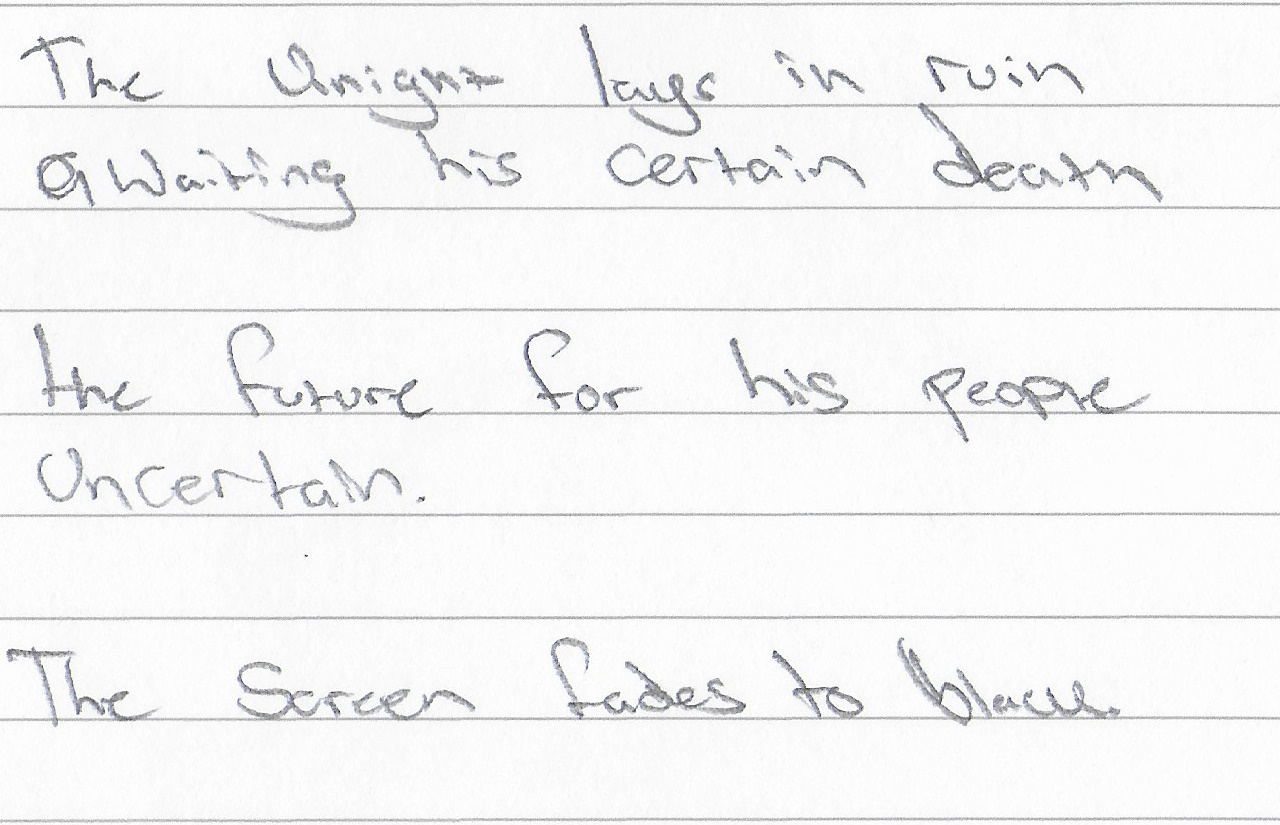 The Knight lays in ruin
awaiting his certain death
the future for his people
Uncertain.
The Screen fades to black.